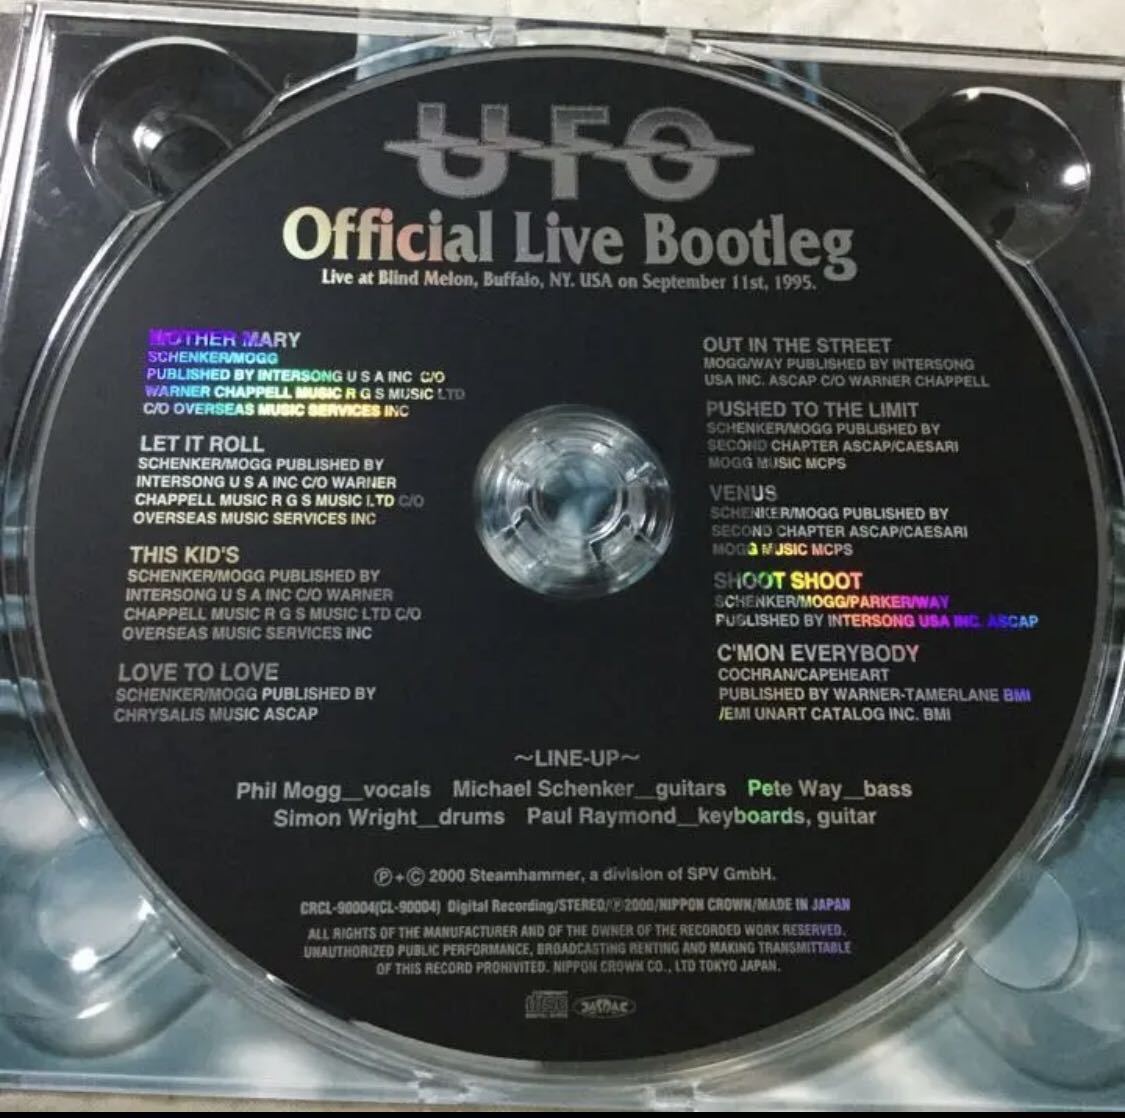 UFO
Official Live Bootleg
Live at Blind Melon, Buffalo, NY. USA on September 11st, 1995.
MOTHER MARY
SCHENKER/MOGG
PUBLISHED BY INTERSONG U S A INC C/O
WARNER CHAPPELL MUSIC R G S MUSIC LTD
C/O OVERSEAS MUSIC SERVICES INC
LET IT ROLL
SCHENKER/MOGG PUBLISHED BY
INTERSONG U S A INC C/O WARNER
CHAPPELL MUSIC R G S MUSIC LTD C/O
OVERSEAS MUSIC SERVICES INC
THIS KID'S
SCHENKER/MOGG PUBLISHED BY
INTERSONG U S A INC C/O WARNER
CHAPPELL MUSIC R G S MUSIC LTD C/O
OVERSEAS MUSIC SERVICES INC
LOVE TO LOVE
SCHENKER/MOGG PUBLISHED BY
CHRYSALIS MUSIC ASCAP
OUT IN THE STREET
MOGG/WAY PUBLISHED BY INTERSONG
USA INC. ASCAP C/O WARNER CHAPPELL
PUSHED TO THE LIMIT
SCHENKER/MOGG PUBLISHED BY
SECOND CHAPTER ASCAP/CAESARI
MOGG MUSIC MCPS
VENUS
SCHENKER/MOGG PUBLISHED BY
SECOND CHAPTER ASCAP/CAESARI
MOGG MUSIC MCPS
SHOOT SHOOT
SCHENKER/MOGG/PARKER/WAY
PUBLISHED BY INTERSONG USA INC. ASCAP
C'MON EVERYBODY
COCHRAN/CAPEHEART
PUBLISHED BY WARNER-TAMERLANE BMI
/EMI UNART CATALOG INC. BMI
～LINE-UP～
Phil Mogg__vocals Michael Schenker__guitars Pete Way__bass
Simon Wright__drums Paul Raymond__keyboards, guitar
Ⓟ+© 2000 Steamhammer, a division of SPV GmbH.
CRCL-90004(CL-90004) Digital Recording/STEREO/Ⓟ2000/NIPPON CROWN/MADE IN JAPAN
ALL RIGHTS OF THE MANUFACTURER AND OF THE OWNER OF THE RECORDED WORK RESERVED.
UNAUTHORIZED PUBLIC PERFORMANCE, BROADCASTING RENTING AND MAKING TRANSMITTABLE
OF THIS RECORD PROHIVITED. NIPPON CROWN CO., LTD TOKYO JAPAN.
disc JASRAC